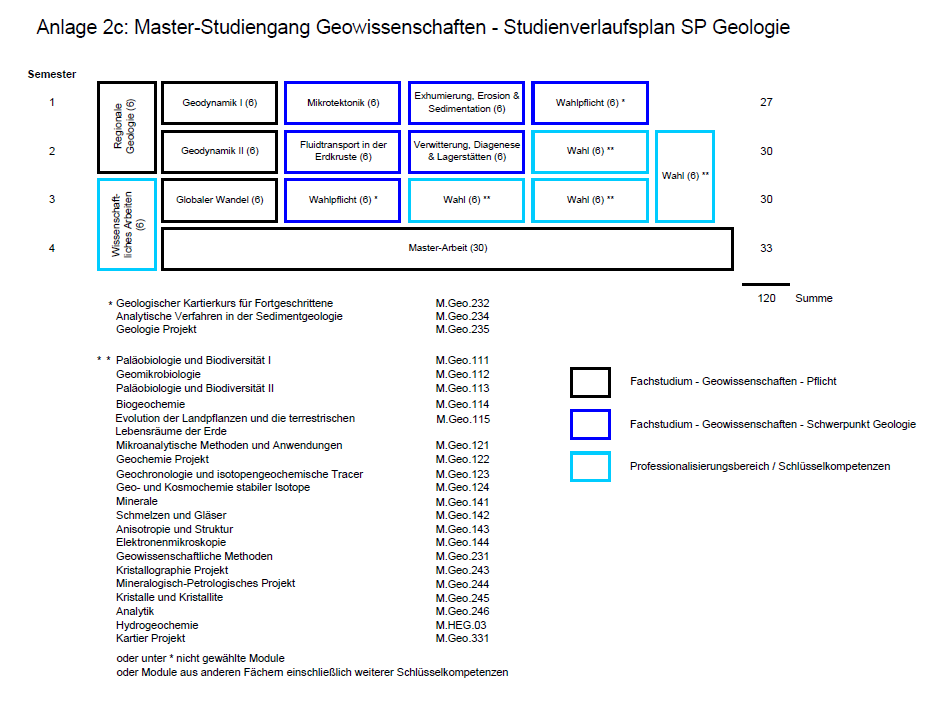 Anlage 2c: Master-Studiengang Geowissenschaften - Studienverlaufsplan SP Geologie
Semester
1
Regionale
Geologie (6)
Geodynamik I (6)
Mikrotektonik (6)
Exhumierung, Erosion &
Sedimentation (6)
Wahlpflicht (6) *
27
2
Geodynamik II (6)
Fluidtransport in der
Erdkruste (6)
Verwitterung, Diagenese
& Lagerstätten (6)
Wahl (6) **
Wahl (6) **
30
3
Wissenschaft-
liches Arbeiten
(6)
Globaler Wandel (6)
Wahlpflicht (6) *
Wahl (6) **
Wahl (6) **
30
4
Master-Arbeit (30)
33
120 Summe
* Geologischer Kartierkurs für Fortgeschrittene M.Geo.232
Analytische Verfahren in der Sedimentgeologie M.Geo.234
Geologie Projekt M.Geo.235
* * Paläobiologie und Biodiversität I M.Geo.111
Geomikrobiologie M.Geo.112
Paläobiologie und Biodiversität II M.Geo.113
Biogeochemie M.Geo.114
Evolution der Landpflanzen und die terrestrischen M.Geo.115
Lebensräume der Erde
Mikroanalytische Methoden und Anwendungen M.Geo.121
Geochemie Projekt M.Geo.122
Geochronologie und isotopengeochemische Tracer M.Geo.123
Geo- und Kosmochemie stabiler Isotope M.Geo.124
Minerale M.Geo.141
Schmelzen und Gläser M.Geo.142
Anisotropie und Struktur M.Geo.143
Elektronenmikroskopie M.Geo.144
Geowissenschaftliche Methoden M.Geo.231
Kristallographie Projekt M.Geo.243
Mineralogisch-Petrologisches Projekt M.Geo.244
Kristalle und Kristallite M.Geo.245
Analytik M.Geo.246
Hydrogeochemie M.HEG.03
Kartier Projekt M.Geo.331
oder unter * nicht gewählte Module
oder Module aus anderen Fächern einschließlich weiterer Schlüsselkompetenzen
Fachstudium - Geowissenschaften - Pflicht
Fachstudium - Geowissenschaften - Schwerpunkt Geologie
Professionalisierungsbereich / Schlüsselkompetenzen